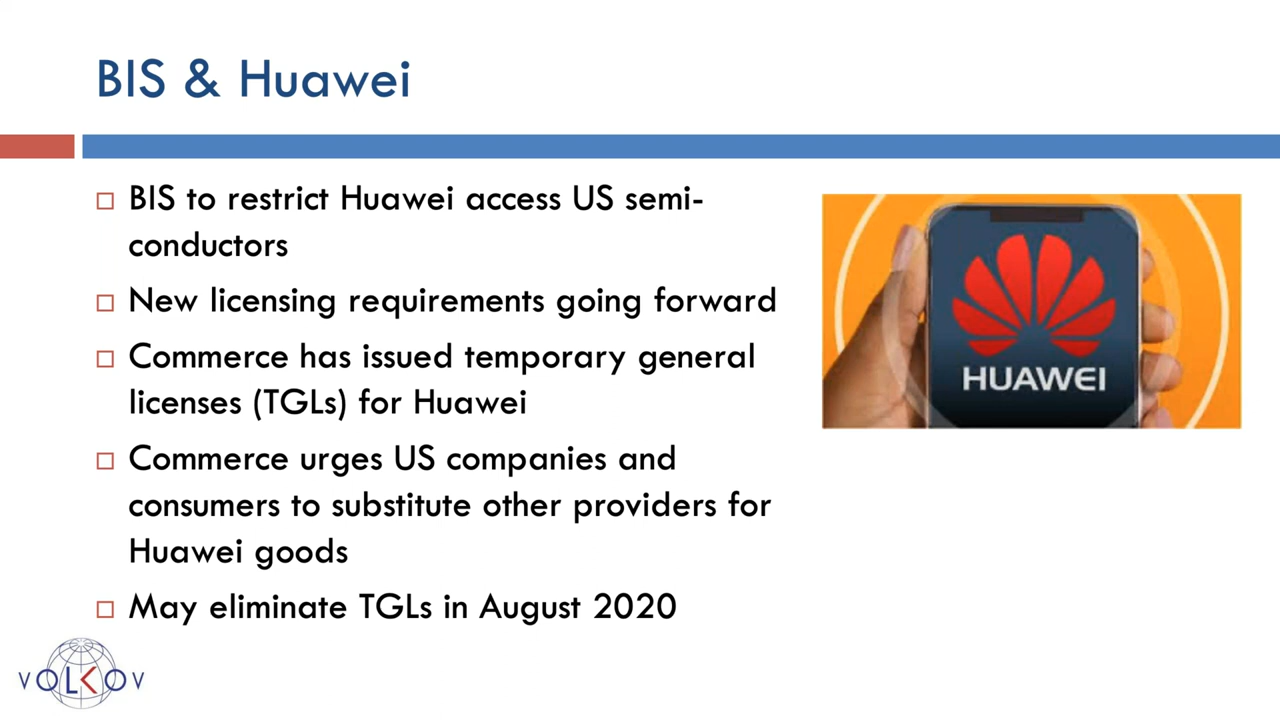 BIS & Huawei
BIS to restrict Huawei access US semi-
conductors
New licensing requirements going forward
Commerce has issued temporary general
licenses (TGLs) for Huawei
Commerce urges US companies and
consumers to substitute other providers for
Huawei goods
May eliminate TGLs in August 2020
HUAWEI
VOLKOV